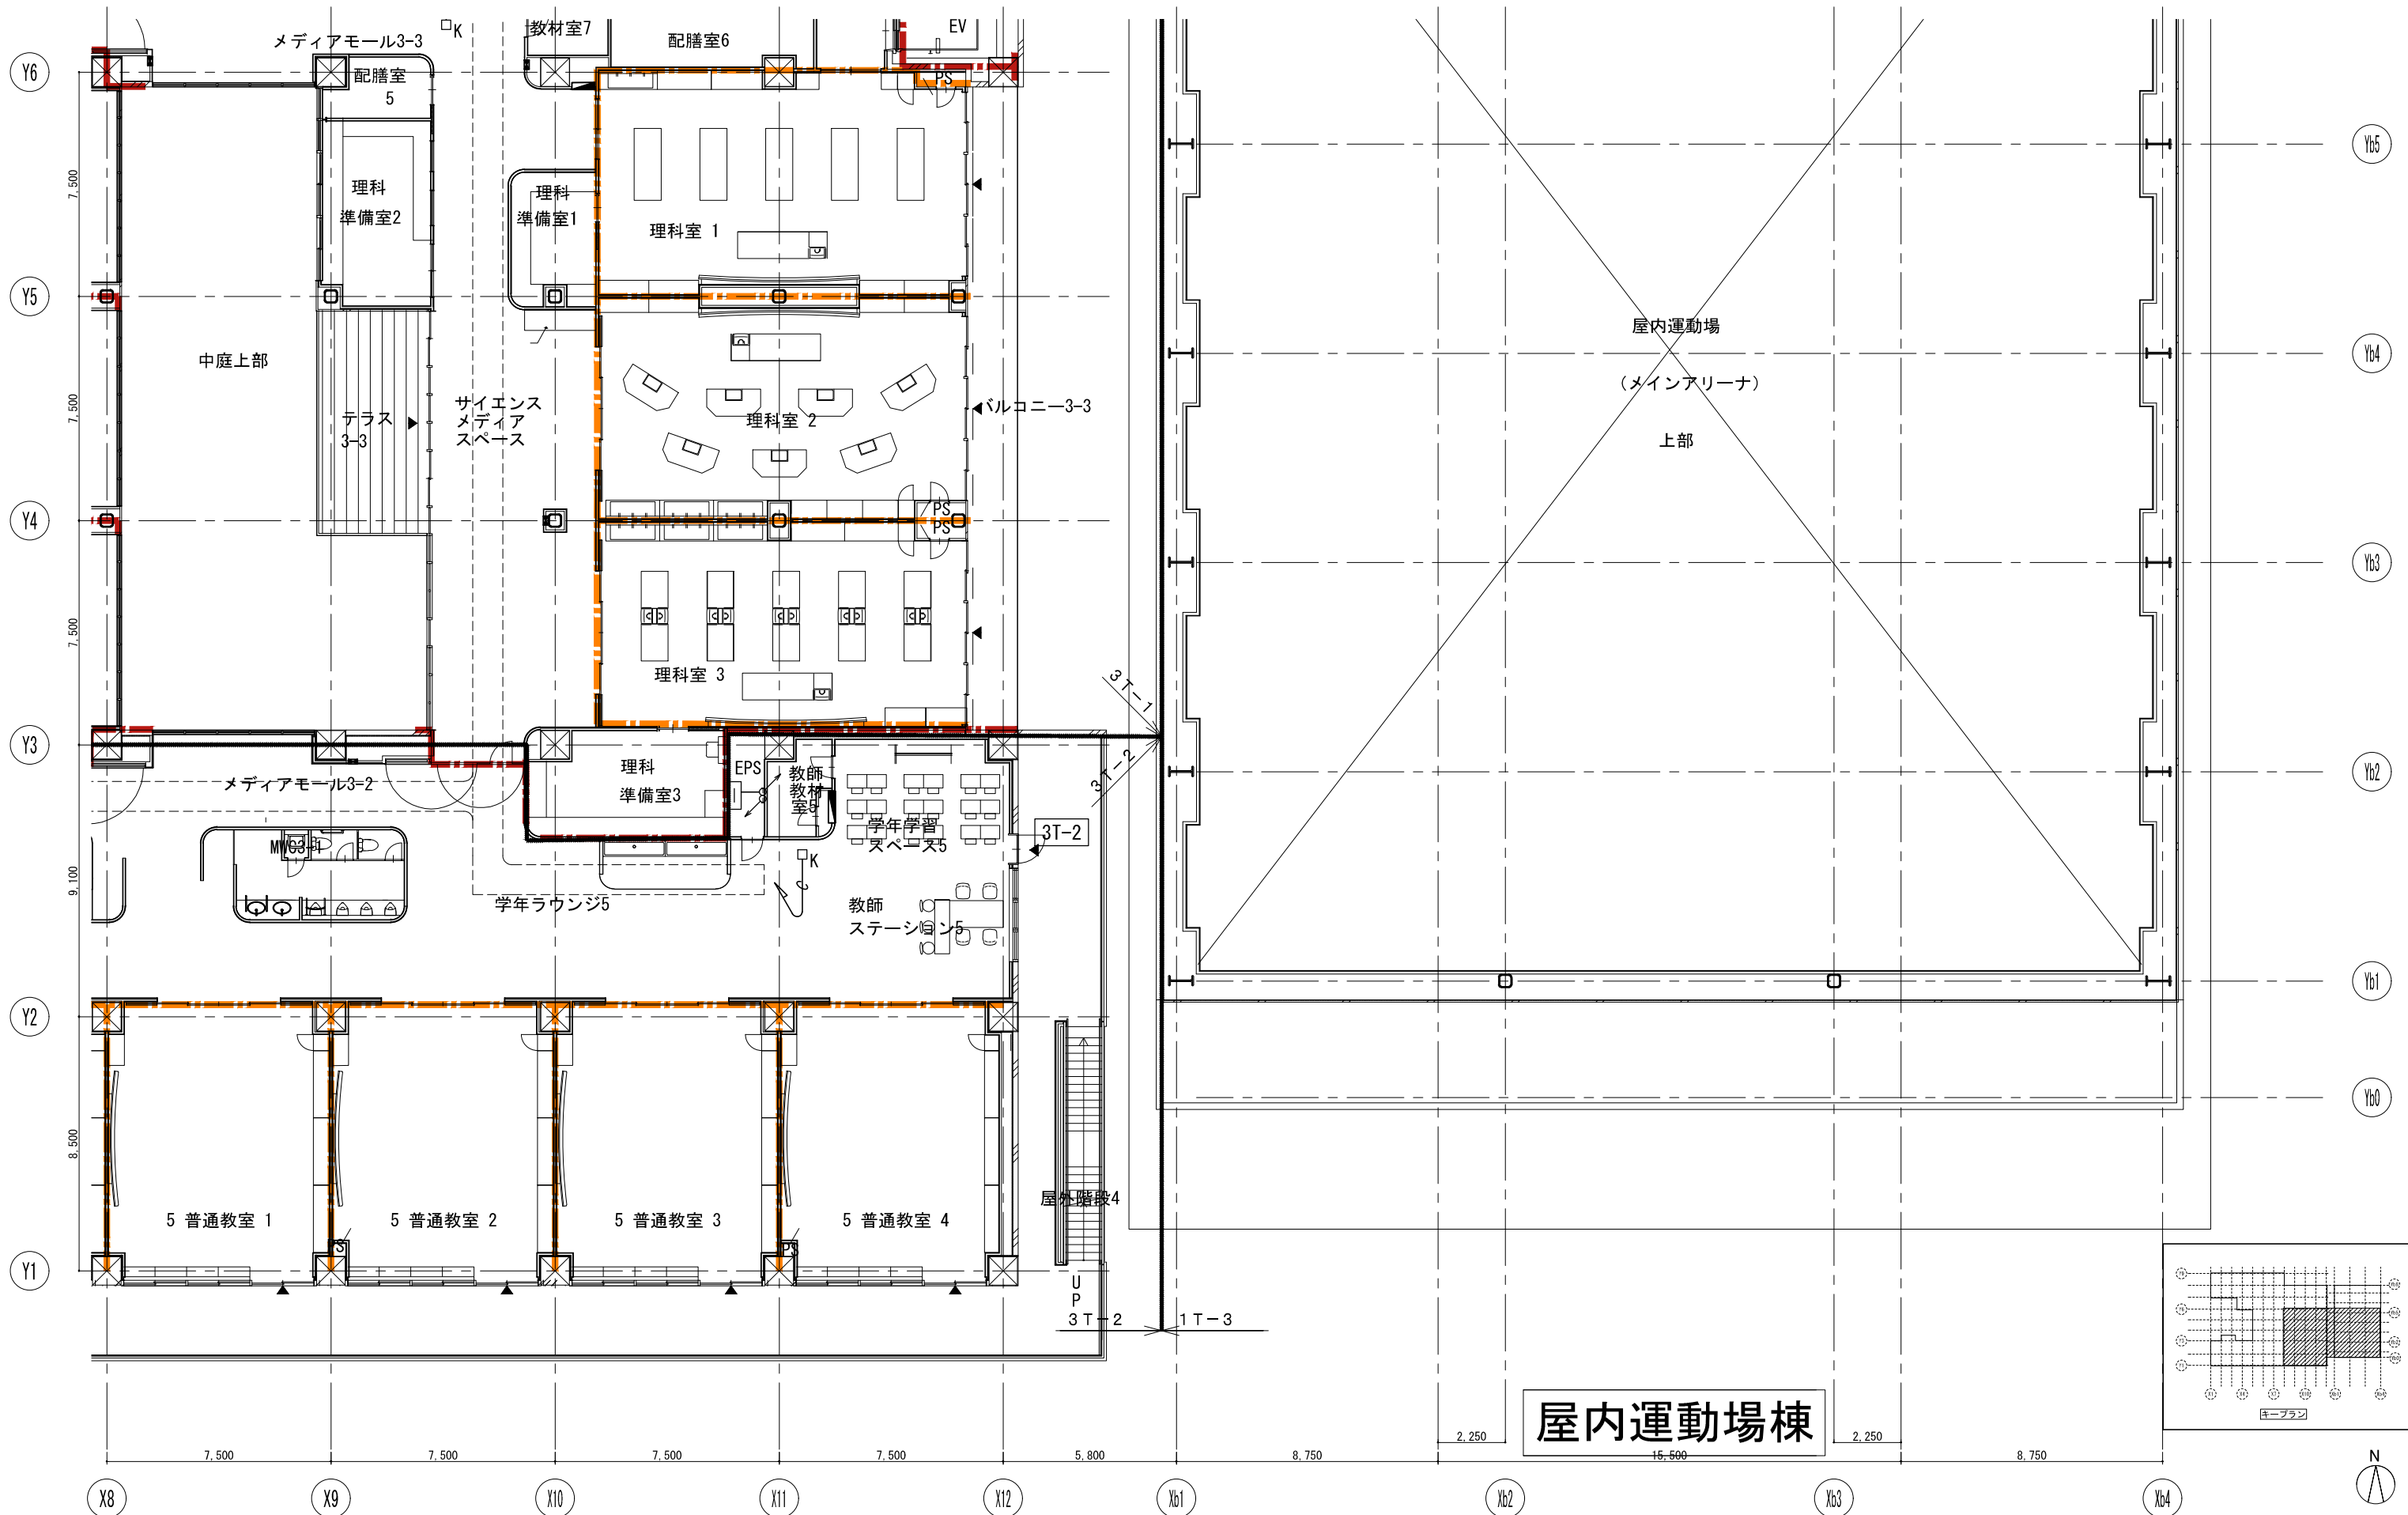 メディアモール3-3
K
教材室7
配膳室6
EV
Y6
配膳室
5
PS
Yb5
7,500
理科
準備室2
理科
準備室1
理科室 1
Y5
屋内運動場
Yb4
(メインアリーナ)
中庭上部
テラス
3-3
サイエンス
メディア
スペース
理科室 2
バルコニー3-3
上部
7,500
PS
PS
Y4
Yb3
7,500
理科室 3
3T-1
Y3
3T-2
Yb2
メディアモール3-2
理科
準備室3
EPS
教師
教材
室5
学年学習
スペース5
3T-2
MWC3-1
K
9,100
学年ラウンジ5
教師
ステーション5
Yb1
Y2
Yb0
8,500
屋外階段4
5 普通教室 1
5 普通教室 2
5 普通教室 3
5 普通教室 4
PS
PS
Y1
U
P
3T-2
1T-3
キープラン
屋内運動場棟
7,500
7,500
7,500
7,500
5,800
8,750
2,250
15,500
2,250
8,750
N
X8
X9
X10
X11
X12
Xb1
Xb2
Xb3
Xb4